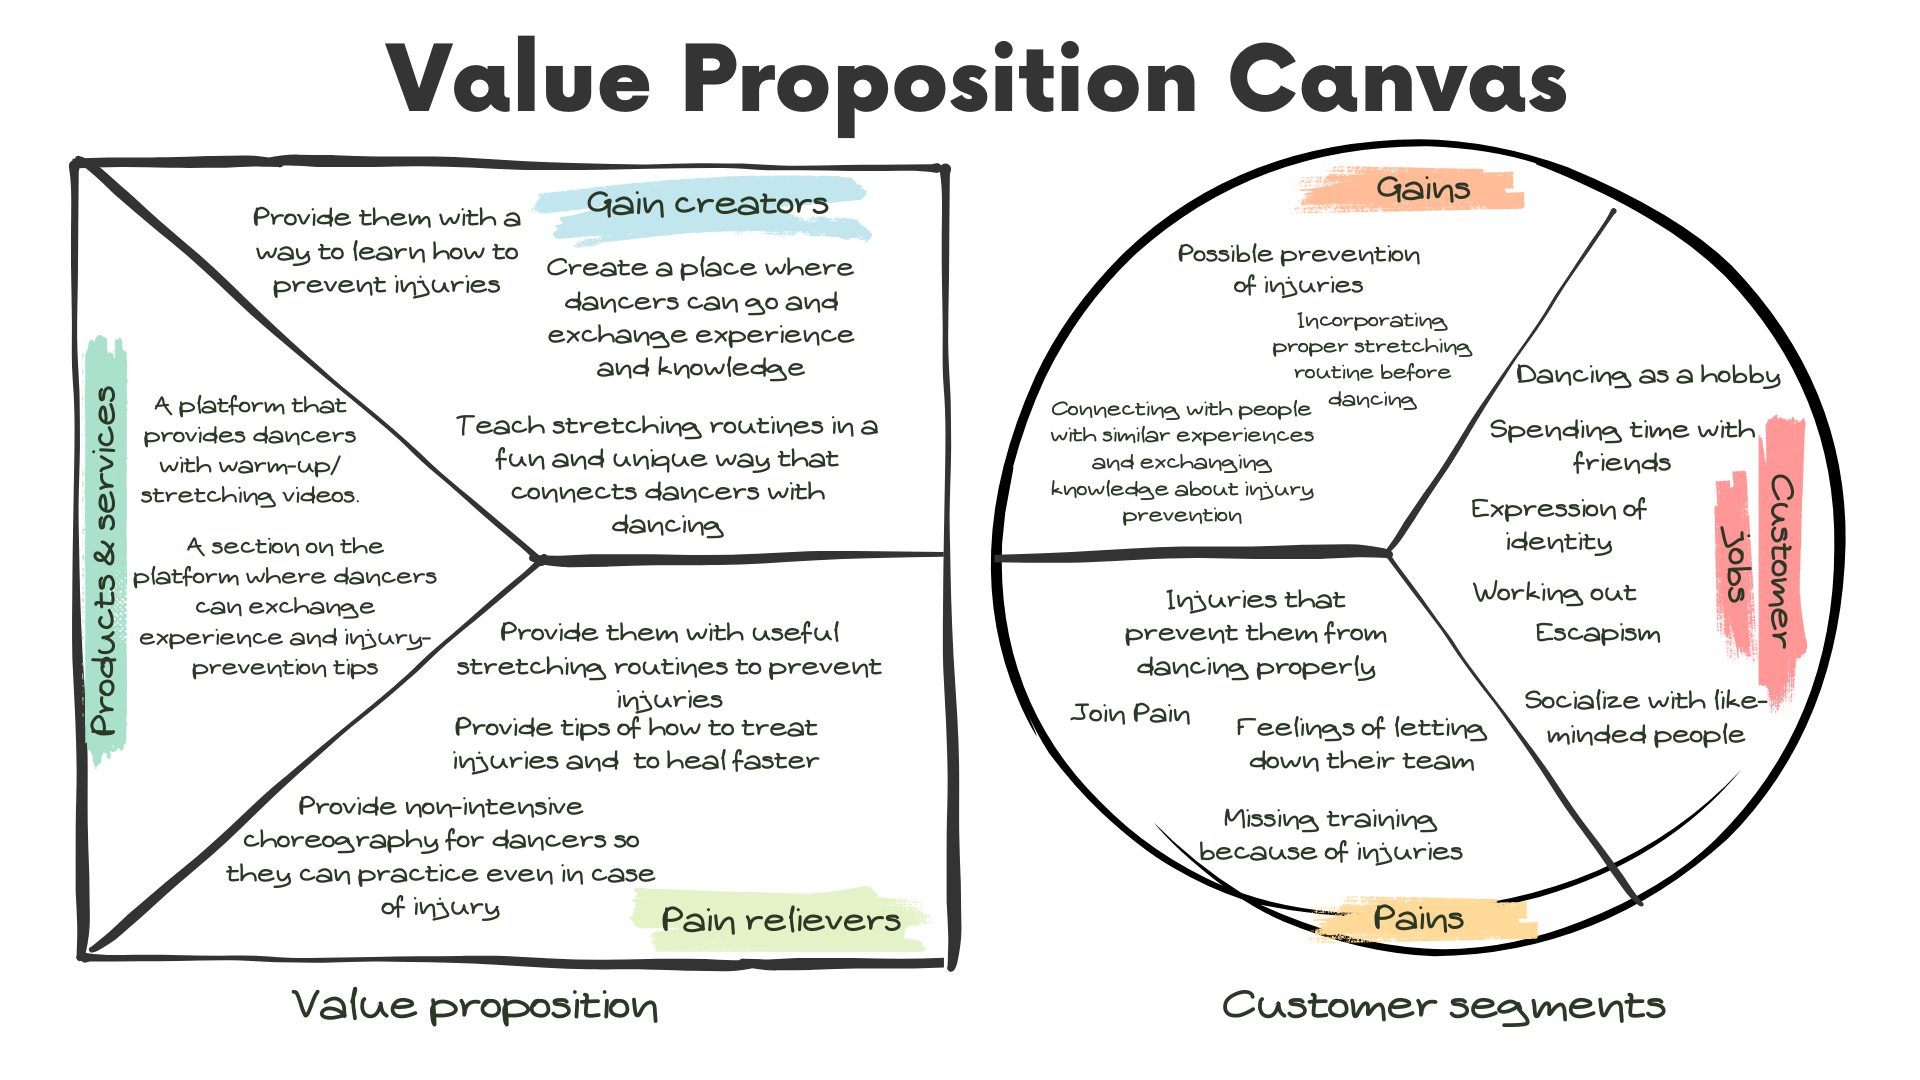 Value Proposition Canvas
Gain creators
Provide them with a
way to learn how to
prevent injuries
Create a place where
dancers can go and
exchange experience
and knowledge
Teach stretching routines in a
fun and unique way that
connects dancers with
dancing
Products & services
A platform that
provides dancers
with warm-up/
stretching videos.
A section on the
platform where dancers
can exchange
experience and injury-
prevention tips
Provide them with useful
stretching routines to prevent
injuries
Provide tips of how to treat
injuries and to heal faster
Provide non-intensive
choreography for dancers so
they can practice even in case
of injury
Pain relievers
Value proposition
Gains
Possible prevention
of injuries
Incorporating
proper stretching
routine before
dancing
Connecting with people
with similar experiences
and exchanging
knowledge about injury
prevention
Dancing as a hobby
Spending time with
friends
Expression of
identity
Working out
Escapism
Socialize with like-
minded people
Customer
jobs
Injuries that
prevent them from
dancing properly
Join Pain
Feelings of letting
down their team
Missing training
because of injuries
Pains
Customer segments